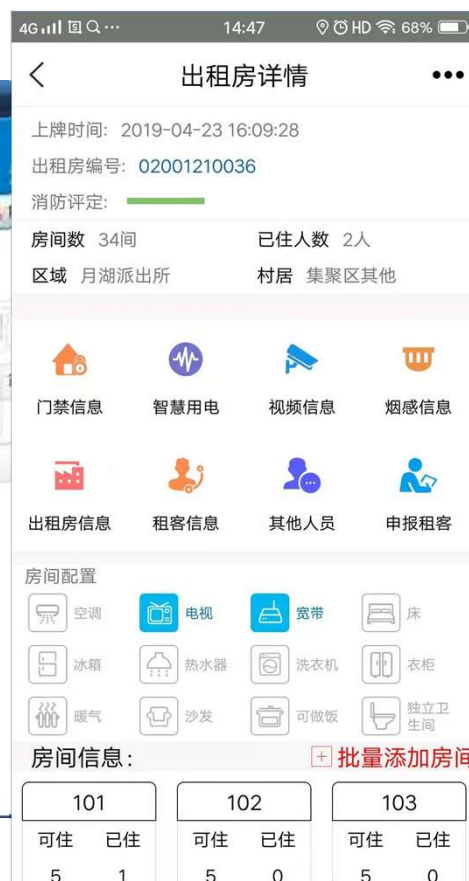 4G 14:47 HD 68%
出租房详情
上牌时间: 2019-04-23 16:09:28
出租房编号: 02001210036
消防评定:
房间数 34间 已住人数 2人
区域 月湖派出所 村居 集聚区其他
门禁信息 智慧用电 视频信息 烟感信息
出租房信息 租客信息 其他人员 申报租客
房间配置
空调 电视 宽带 床
冰箱 热水器 洗衣机 衣柜
暖气 沙发 可做饭 独立卫
生间
房间信息: 批量添加房间
101 102 103
可住 已住 可住 已住 可住 已住
5 1 5 0 5 0